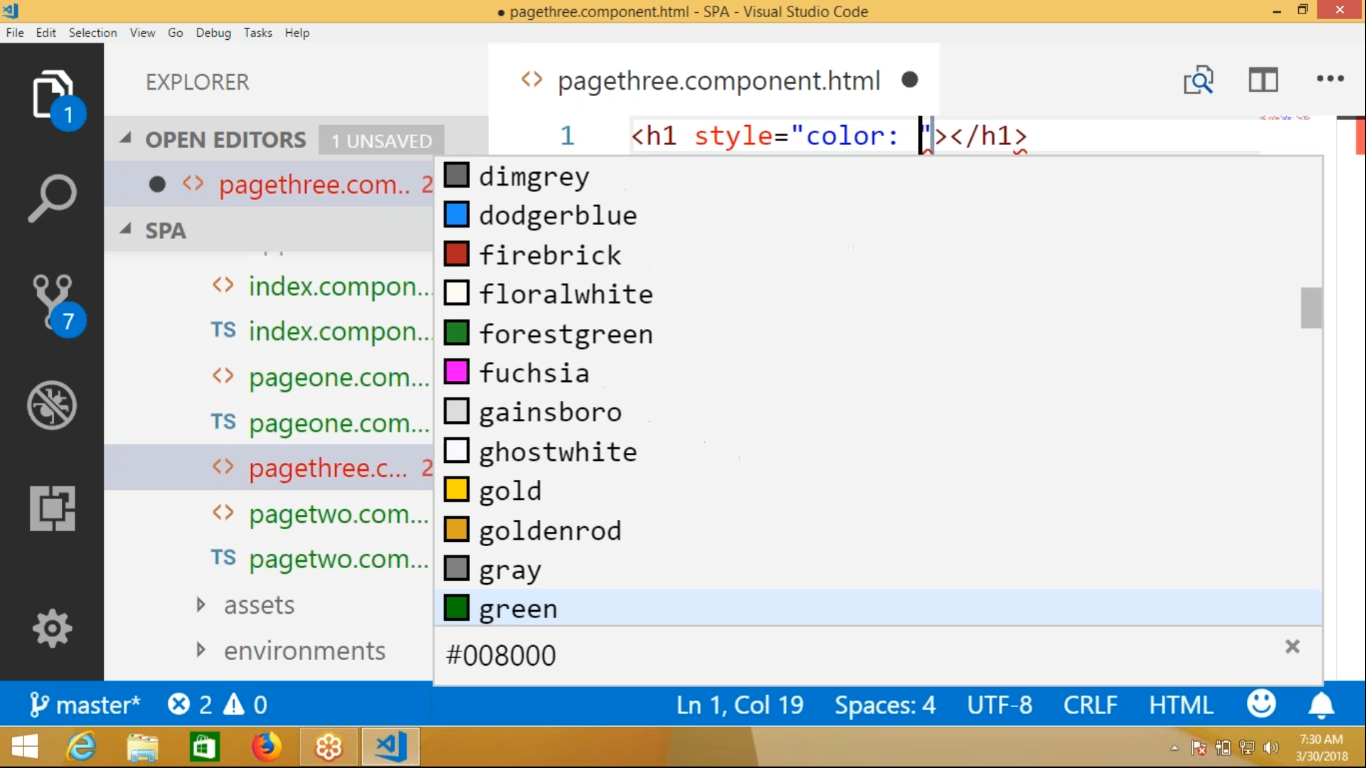 ● pagethree.component.html - SPA - Visual Studio Code
File Edit Selection View Go Debug Tasks Help
1
7
EXPLORER
OPEN EDITORS 1 UNSAVED
pagethree.com.. 2
SPA
index.compon...
TS index.compon...
pageone.com...
TS pageone.com...
pagethree.c... 2
pagetwo.com...
TS pagetwo.com...
assets
environments
<> pagethree.component.html ●
1 <h1 style="color: "></h1>
dimgrey
dodgerblue
firebrick
floralwhite
forestgreen
fuchsia
gainsboro
ghostwhite
gold
goldenrod
gray
green
#008000
master* 2 0 Ln 1, Col 19 Spaces: 4 UTF-8 CRLF HTML
7:30 AM
3/30/2018